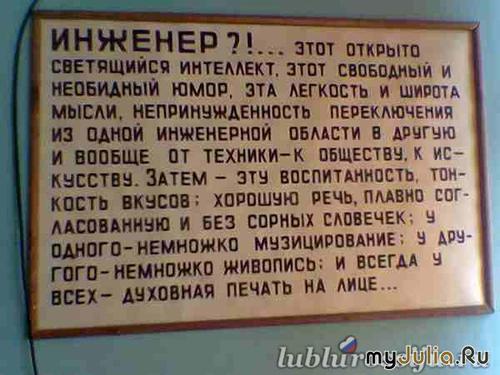 ИНЖЕНЕР?!... ЭТОТ ОТКРЫТО
СВЕТЯЩИЙСЯ ИНТЕЛЛЕКТ, ЭТОТ СВОБОДНЫЙ И
НЕОБИДНЫЙ ЮМОР, ЭТА ЛЕГКОСТЬ И ШИРОТА
МЫСЛИ, НЕПРИНУЖДЕННОСТЬ ПЕРЕКЛЮЧЕНИЯ
ИЗ ОДНОЙ ИНЖЕНЕРНОЙ ОБЛАСТИ В ДРУГУЮ
И ВООБЩЕ ОТ ТЕХНИКИ-К ОБЩЕСТВУ, К ИС-
КУССТВУ. ЗАТЕМ - ЭТУ ВОСПИТАННОСТЬ, ТОН-
КОСТЬ ВКУСОВ; ХОРОШУЮ РЕЧЬ, ПЛАВНО СОГ-
ЛАСОВАННУЮ И БЕЗ СОРНЫХ СЛОВЕЧЕК; У
ОДНОГО-НЕМНОЖКО МУЗИЦИРОВАНИЕ; У ДРУ-
ГОГО-НЕМНОЖКО ЖИВОПИСЬ; И ВСЕГДА У
ВСЕХ- ДУХОВНАЯ ПЕЧАТЬ НА ЛИЦЕ...
myJulia.Ru